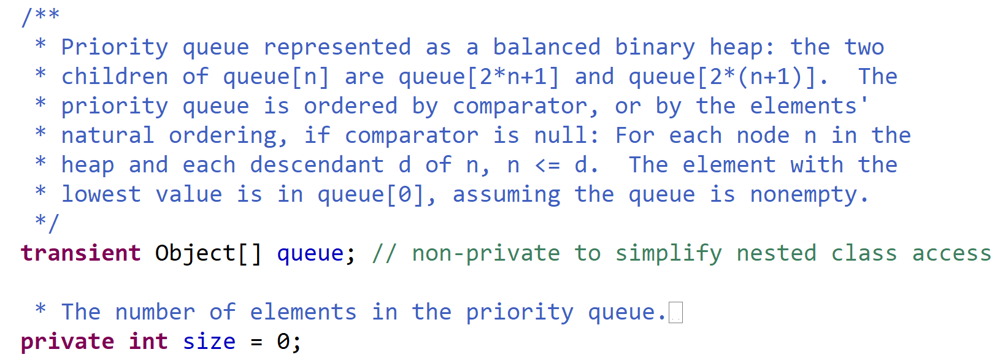 /**
 * Priority queue represented as a balanced binary heap: the two
 * children of queue[n] are queue[2*n+1] and queue[2*(n+1)].  The
 * priority queue is ordered by comparator, or by the elements'
 * natural ordering, if comparator is null: For each node n in the
 * heap and each descendant d of n, n <= d.  The element with the
 * lowest value is in queue[0], assuming the queue is nonempty.
 */
transient Object[] queue; // non-private to simplify nested class access
 * The number of elements in the priority queue.
private int size = 0;